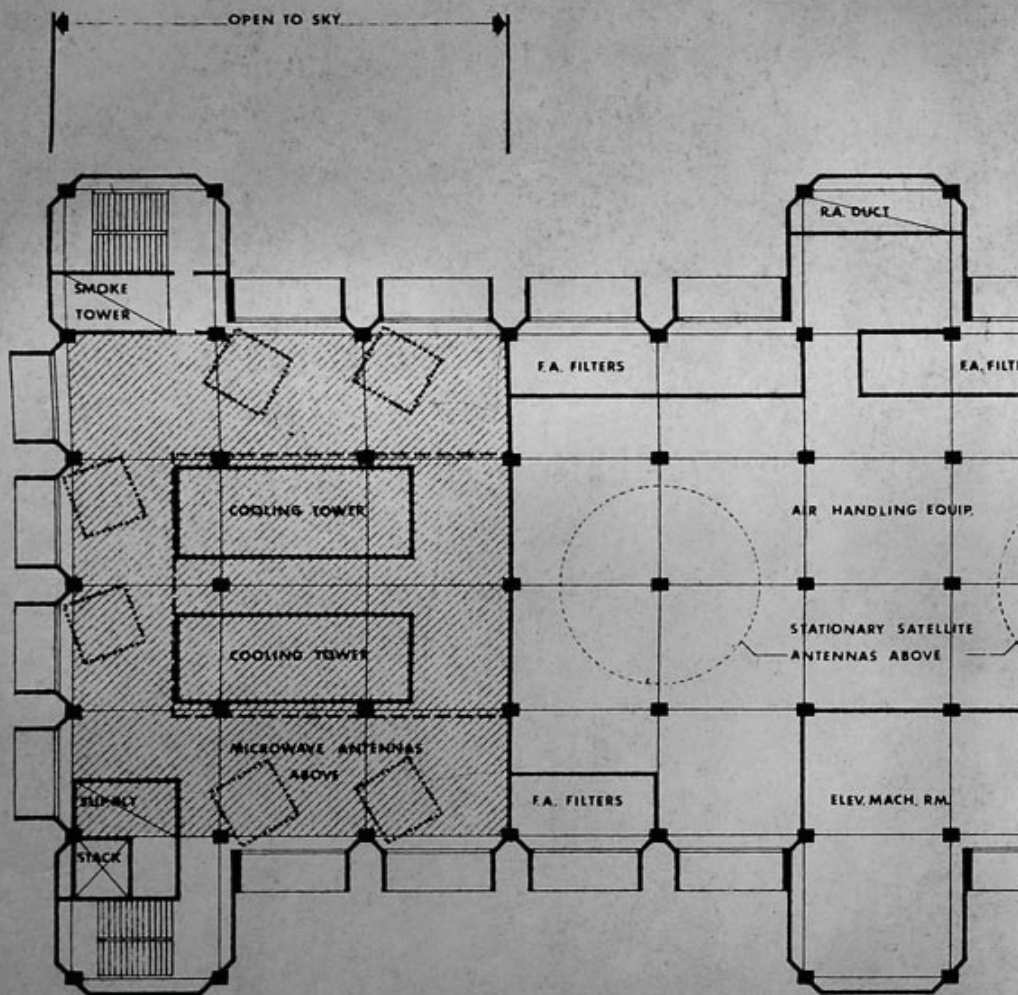 OPEN TO SKY
R.A. DUCT
SMOKE
TOWER
F.A. FILTERS
F.A. FILTE
COOLING TOWER
AIR HANDLING EQUIP.
STATIONARY SATELLITE
ANTENNAS ABOVE
COOLING TOWER
MICROWAVE ANTENNAS
ABOVE
SUPPLY
F.A. FILTERS
ELEV. MACH. RM.
STACK